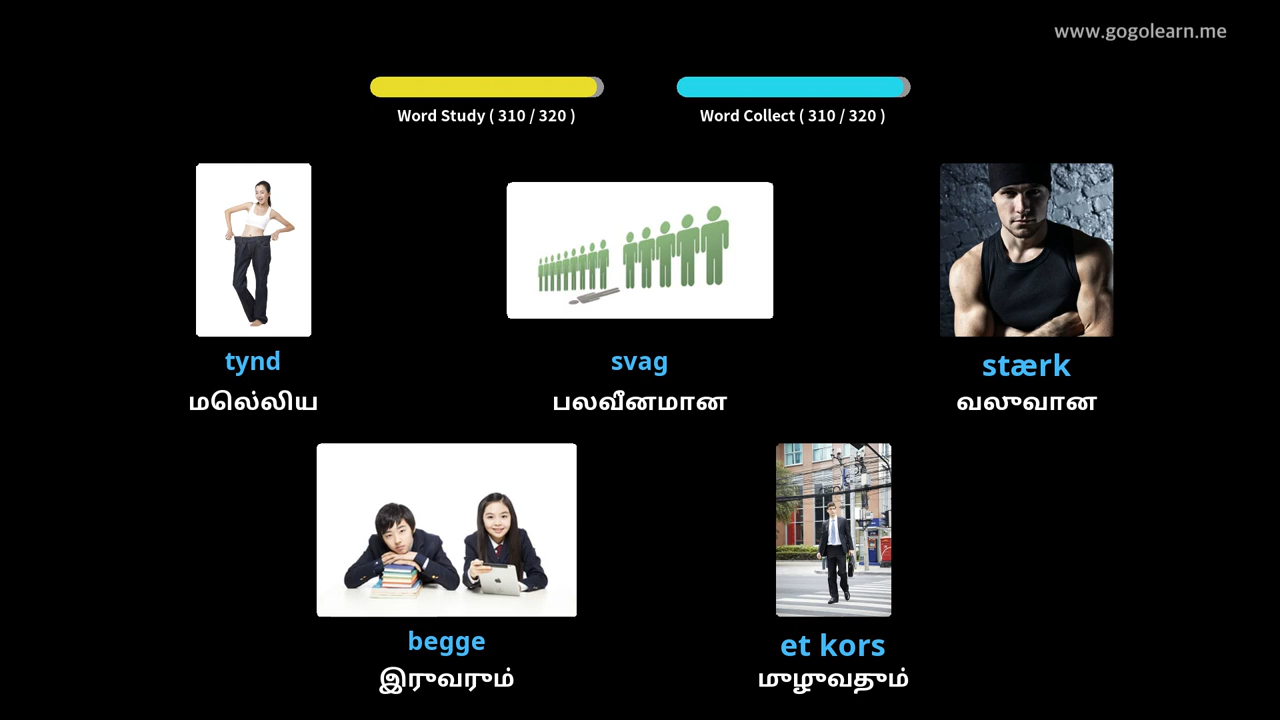 www.gogolearn.me
Word Study ( 310 / 320 )
Word Collect ( 310 / 320 )
tynd
svag
stærk
மெல்லிய
பலவீனமான
வலுவான
begge
et kors
இருவரும்
முழுவதும்